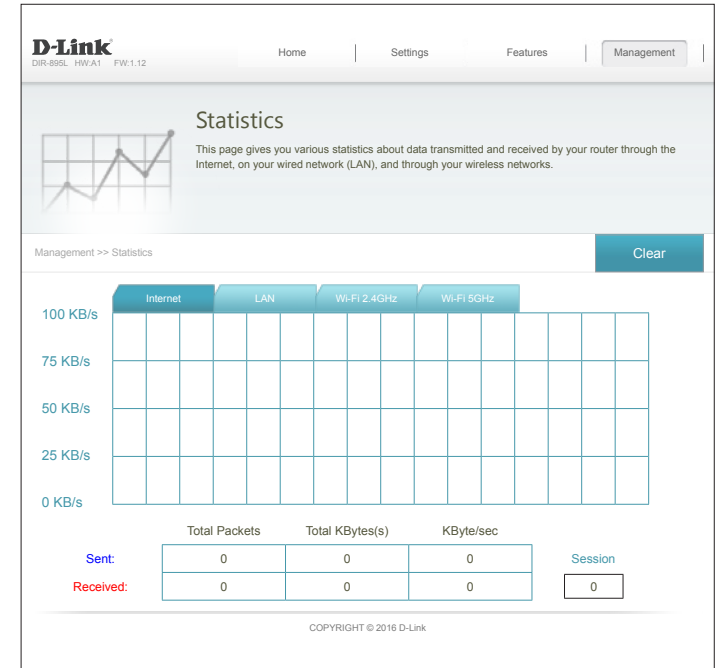 D-Link
DIR-895L HW:A1 FW:1.12
Home Settings Features Management
Statistics
This page gives you various statistics about data transmitted and received by your router through the
Internet, on your wired network (LAN), and through your wireless networks.
Management >> Statistics
Clear
Internet LAN Wi-Fi 2.4GHz Wi-Fi 5GHz
100 KB/s
75 KB/s
50 KB/s
25 KB/s
0 KB/s
Total Packets Total KBytes(s) KByte/sec
Sent: 0 0 0 Session
Received: 0 0 0 0
COPYRIGHT © 2016 D-Link